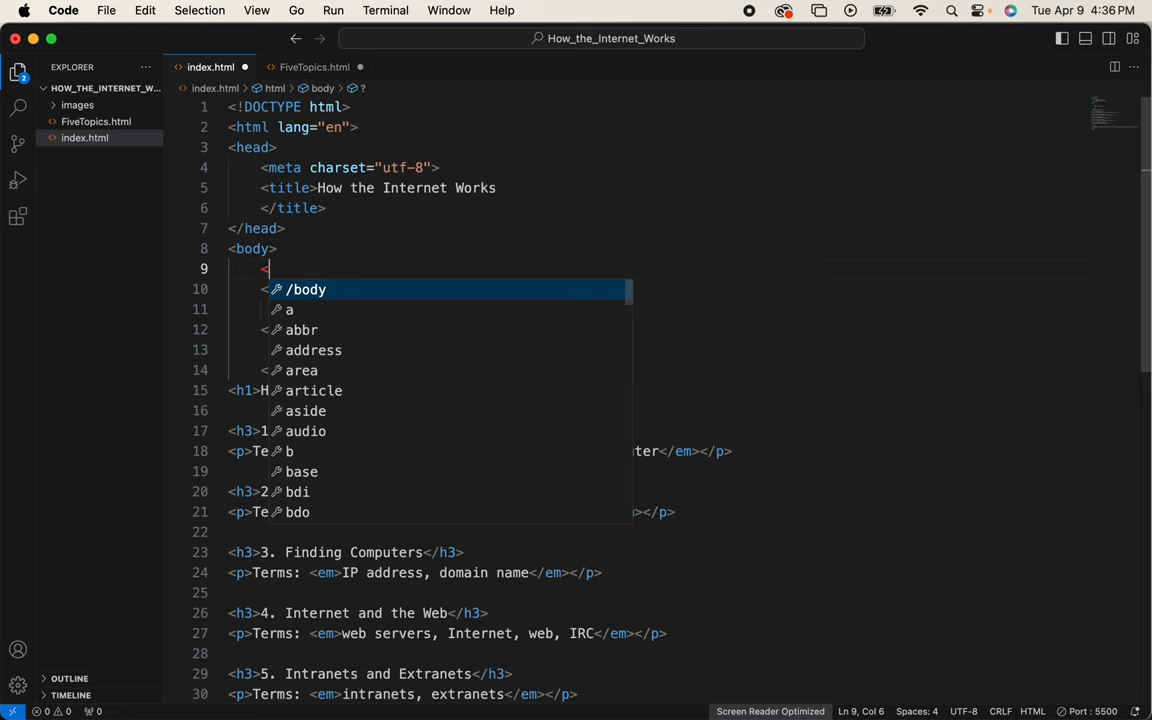 Code File Edit Selection View Go Run Terminal Window Help Tue Apr 9 4:36 PM
How_the_Internet_Works
EXPLORER
index.html FiveTopics.html
HOW_THE_INTERNET_W...
images
FiveTopics.html
index.html
OUTLINE
TIMELINE
2
index.html > html > body > ?
1 <!DOCTYPE html>
2 <html lang="en">
3 <head>
4 <meta charset="utf-8">
5 <title>How the Internet Works
6 </title>
7 </head>
8 <body>
9 <
10 < /body
11 a
12 < abbr
13 address
14 < area
15 <h1>H article
16 aside
17 <h3>1 audio
18 <p>Te b ter</em></p>
19 base
20 <h3>2 bdi
21 <p>Te bdo ></p>
22
23 <h3>3. Finding Computers</h3>
24 <p>Terms: <em>IP address, domain name</em></p>
25
26 <h3>4. Internet and the Web</h3>
27 <p>Terms: <em>web servers, Internet, web, IRC</em></p>
28
29 <h3>5. Intranets and Extranets</h3>
30 <p>Terms: <em>intranets, extranets</em></p>
0 0 0 Screen Reader Optimized Ln 9, Col 6 Spaces: 4 UTF-8 CRLF HTML Port : 5500